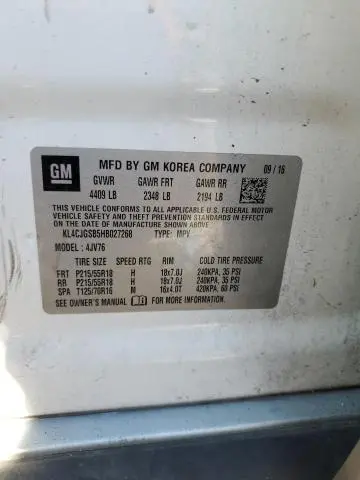 GM
MFD BY GM KOREA COMPANY 09 / 16
GVWR GAWR FRT GAWR RR
4409 LB 2348 LB 2194 LB
THIS VEHICLE CONFORMS TO ALL APPLICABLE U.S. FEDERAL MOTOR
VEHICLE SAFETY, BUMPER, AND THEFT PREVENTION STANDARDS IN EFFECT
ON THE DATE OF MANUFACTURE SHOWN ABOVE.
KL4CJGSB5HB027268 TYPE: MPV
MODEL: 4JV76
TIRE SIZE SPEED RTG RIM COLD TIRE PRESSURE
FRT P215/55R18 H 18x7.0J 240KPA, 35 PSI
RR P215/55R18 H 18x7.0J 240KPA, 35 PSI
SPA T125/70R16 M 16x4.0T 420KPA, 60 PSI
SEE OWNER'S MANUAL FOR ADDITIONAL INFORMATION